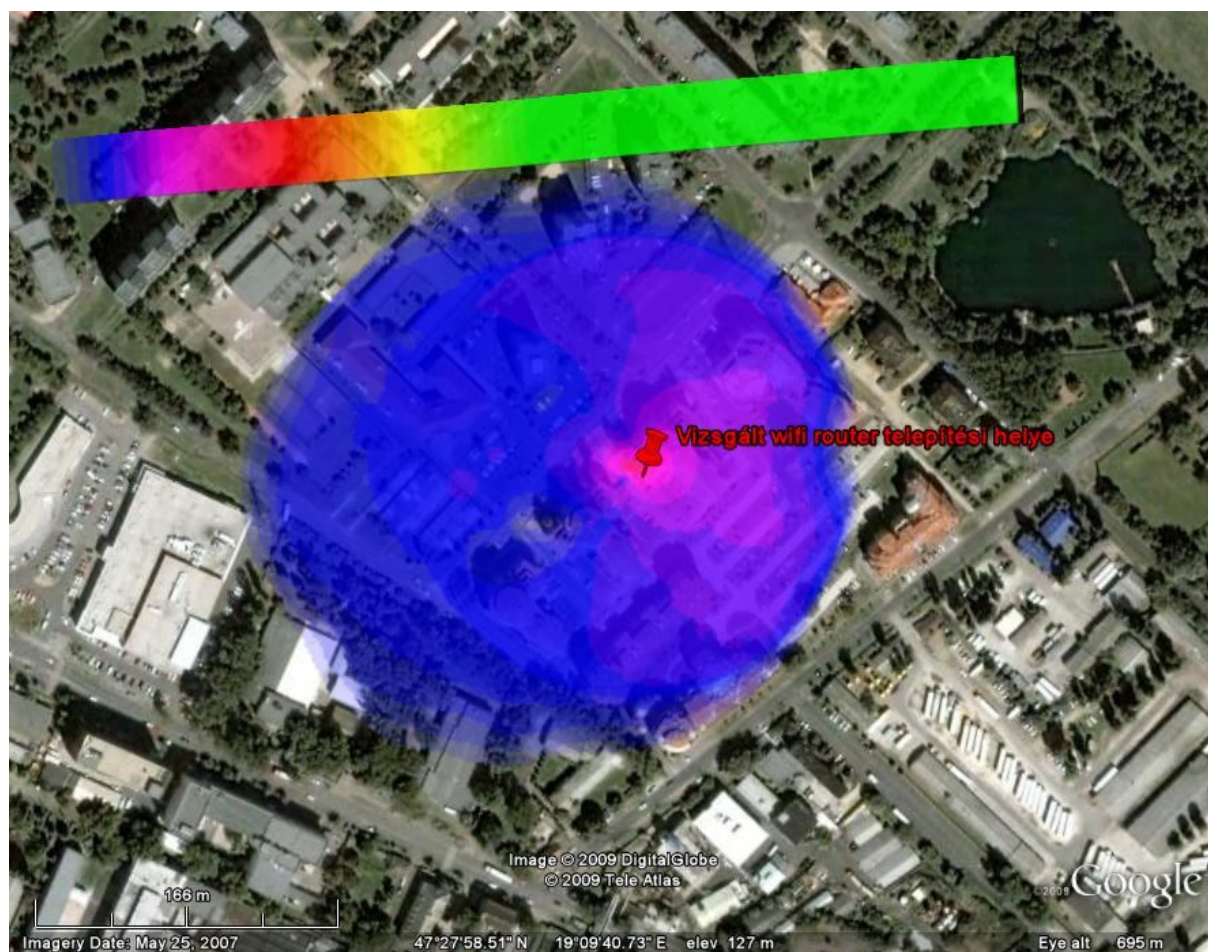 Vizsgált wifi router telepítési helye
Image © 2009 DigitalGlobe
© 2009 Tele Atlas
©2009 Google
166 m
Imagery Date: May 25, 2007 47°27'58.51" N 19°09'40.73" E elev 127 m Eye alt 695 m